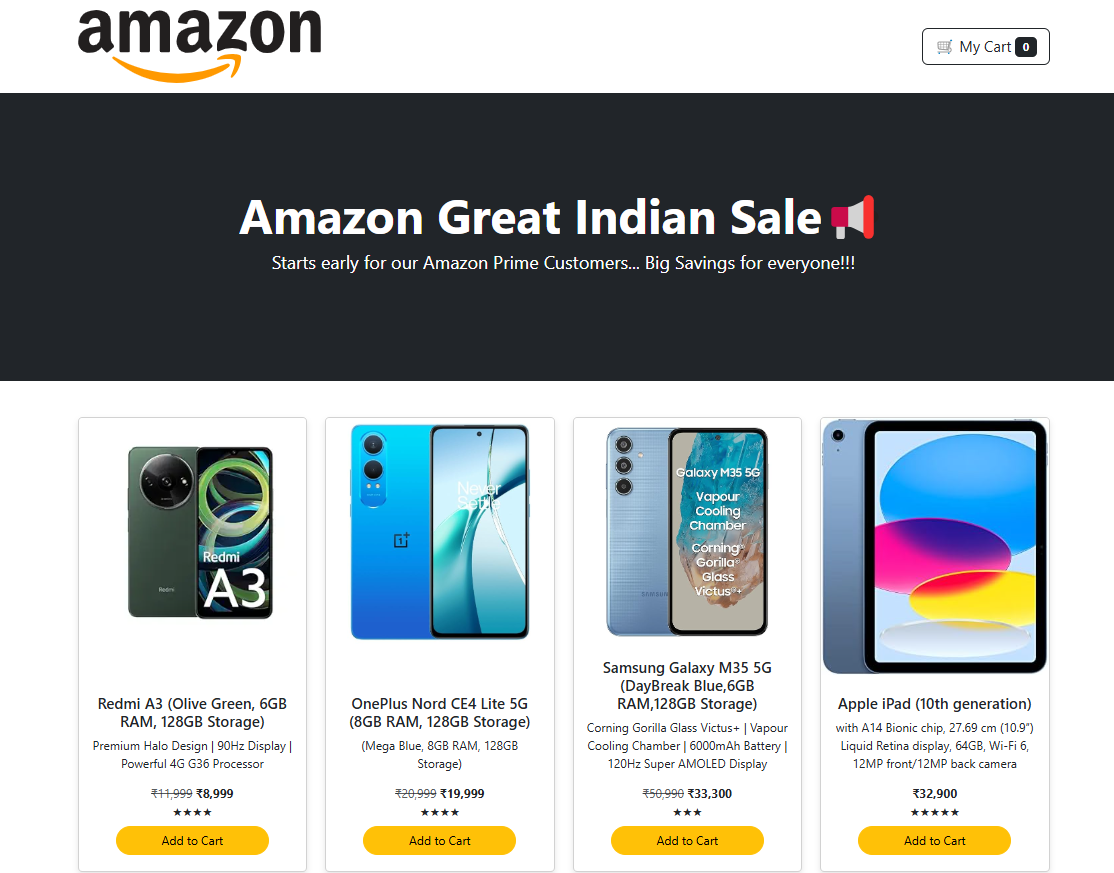 amazon
My Cart 0
Amazon Great Indian Sale
Starts early for our Amazon Prime Customers... Big Savings for everyone!!!
Redmi
Redmi
A3
Never
Settle
Galaxy M35 5G
Vapour
Cooling
Chamber
Corning®
Gorilla®
Glass
Victus®+
SAMSUNG
Redmi A3 (Olive Green, 6GB
RAM, 128GB Storage)
Premium Halo Design | 90Hz Display |
Powerful 4G G36 Processor
₹11,999 ₹8,999
★★★★
Add to Cart
OnePlus Nord CE4 Lite 5G
(8GB RAM, 128GB Storage)
(Mega Blue, 8GB RAM, 128GB
Storage)
₹20,999 ₹19,999
★★★★
Add to Cart
Samsung Galaxy M35 5G
(DayBreak Blue,6GB
RAM,128GB Storage)
Corning Gorilla Glass Victus+ | Vapour
Cooling Chamber | 6000mAh Battery |
120Hz Super AMOLED Display
₹50,990 ₹33,300
★★★
Add to Cart
Apple iPad (10th generation)
with A14 Bionic chip, 27.69 cm (10.9")
Liquid Retina display, 64GB, Wi-Fi 6,
12MP front/12MP back camera
₹32,900
★★★★★
Add to Cart